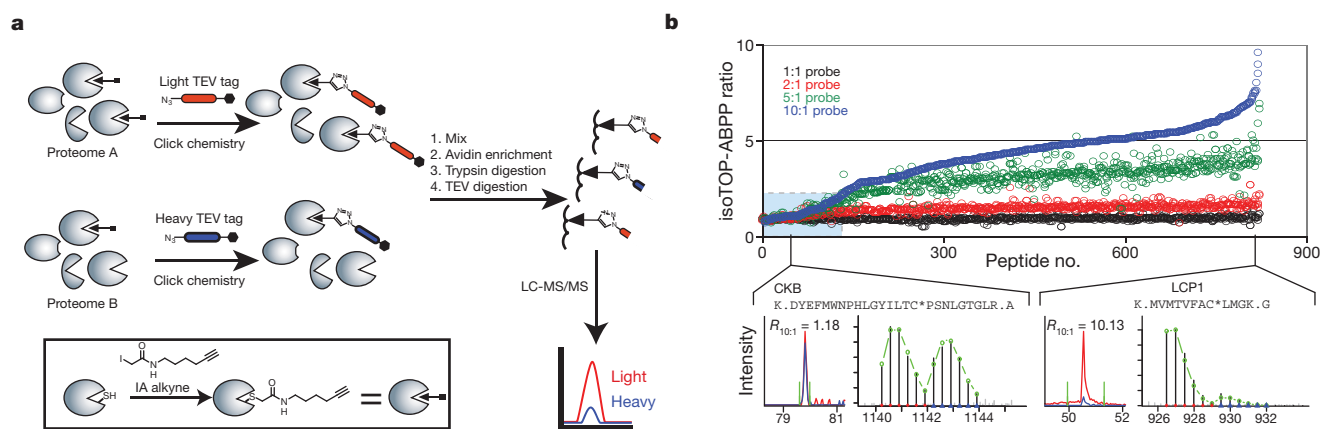 a
Light TEV tag
N3
Click chemistry
Proteome A
N=N
N
N=N
N
1. Mix
2. Avidin enrichment
3. Trypsin digestion
4. TEV digestion
Heavy TEV tag
N3
Click chemistry
Proteome B
N=N
N
N=N
N
N=N
N
N=N
N
LC-MS/MS
Light
Heavy
I
O
N
H
SH
IA alkyne
S
O
N
H
=
b
isoTOP-ABPP ratio
10
5
0
1:1 probe
2:1 probe
5:1 probe
10:1 probe
0
300
600
900
Peptide no.
CKB
K.DYEFMWNPHLGYILTC*PSNLGTGLR.A
LCP1
K.MVMTVFAC*LMGK.G
Intensity
R10:1 = 1.18
79
81
1140
1142
1144
R10:1 = 10.13
50
52
926
928
930
932